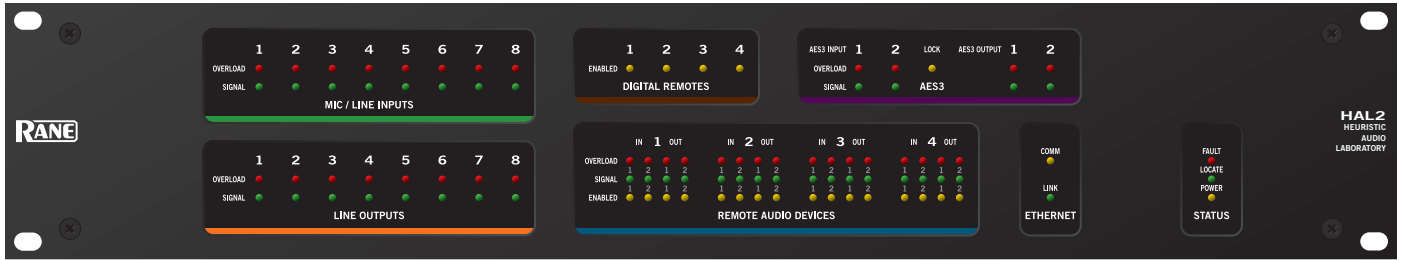 RANE
1 2 3 4 5 6 7 8
OVERLOAD
SIGNAL
MIC / LINE INPUTS
1 2 3 4 5 6 7 8
OVERLOAD
SIGNAL
LINE OUTPUTS
1 2 3 4
ENABLED
DIGITAL REMOTES
AES3 INPUT 1 2 LOCK AES3 OUTPUT 1 2
OVERLOAD
SIGNAL AES3
IN 1 OUT IN 2 OUT IN 3 OUT IN 4 OUT
OVERLOAD
1 2 1 2 1 2 1 2 1 2 1 2 1 2 1 2
SIGNAL
1 2 1 2 1 2 1 2 1 2 1 2 1 2 1 2
ENABLED
REMOTE AUDIO DEVICES
COMM
LINK
ETHERNET
FAULT
LOCATE
POWER
STATUS
HAL2
HEURISTIC
AUDIO
LABORATORY